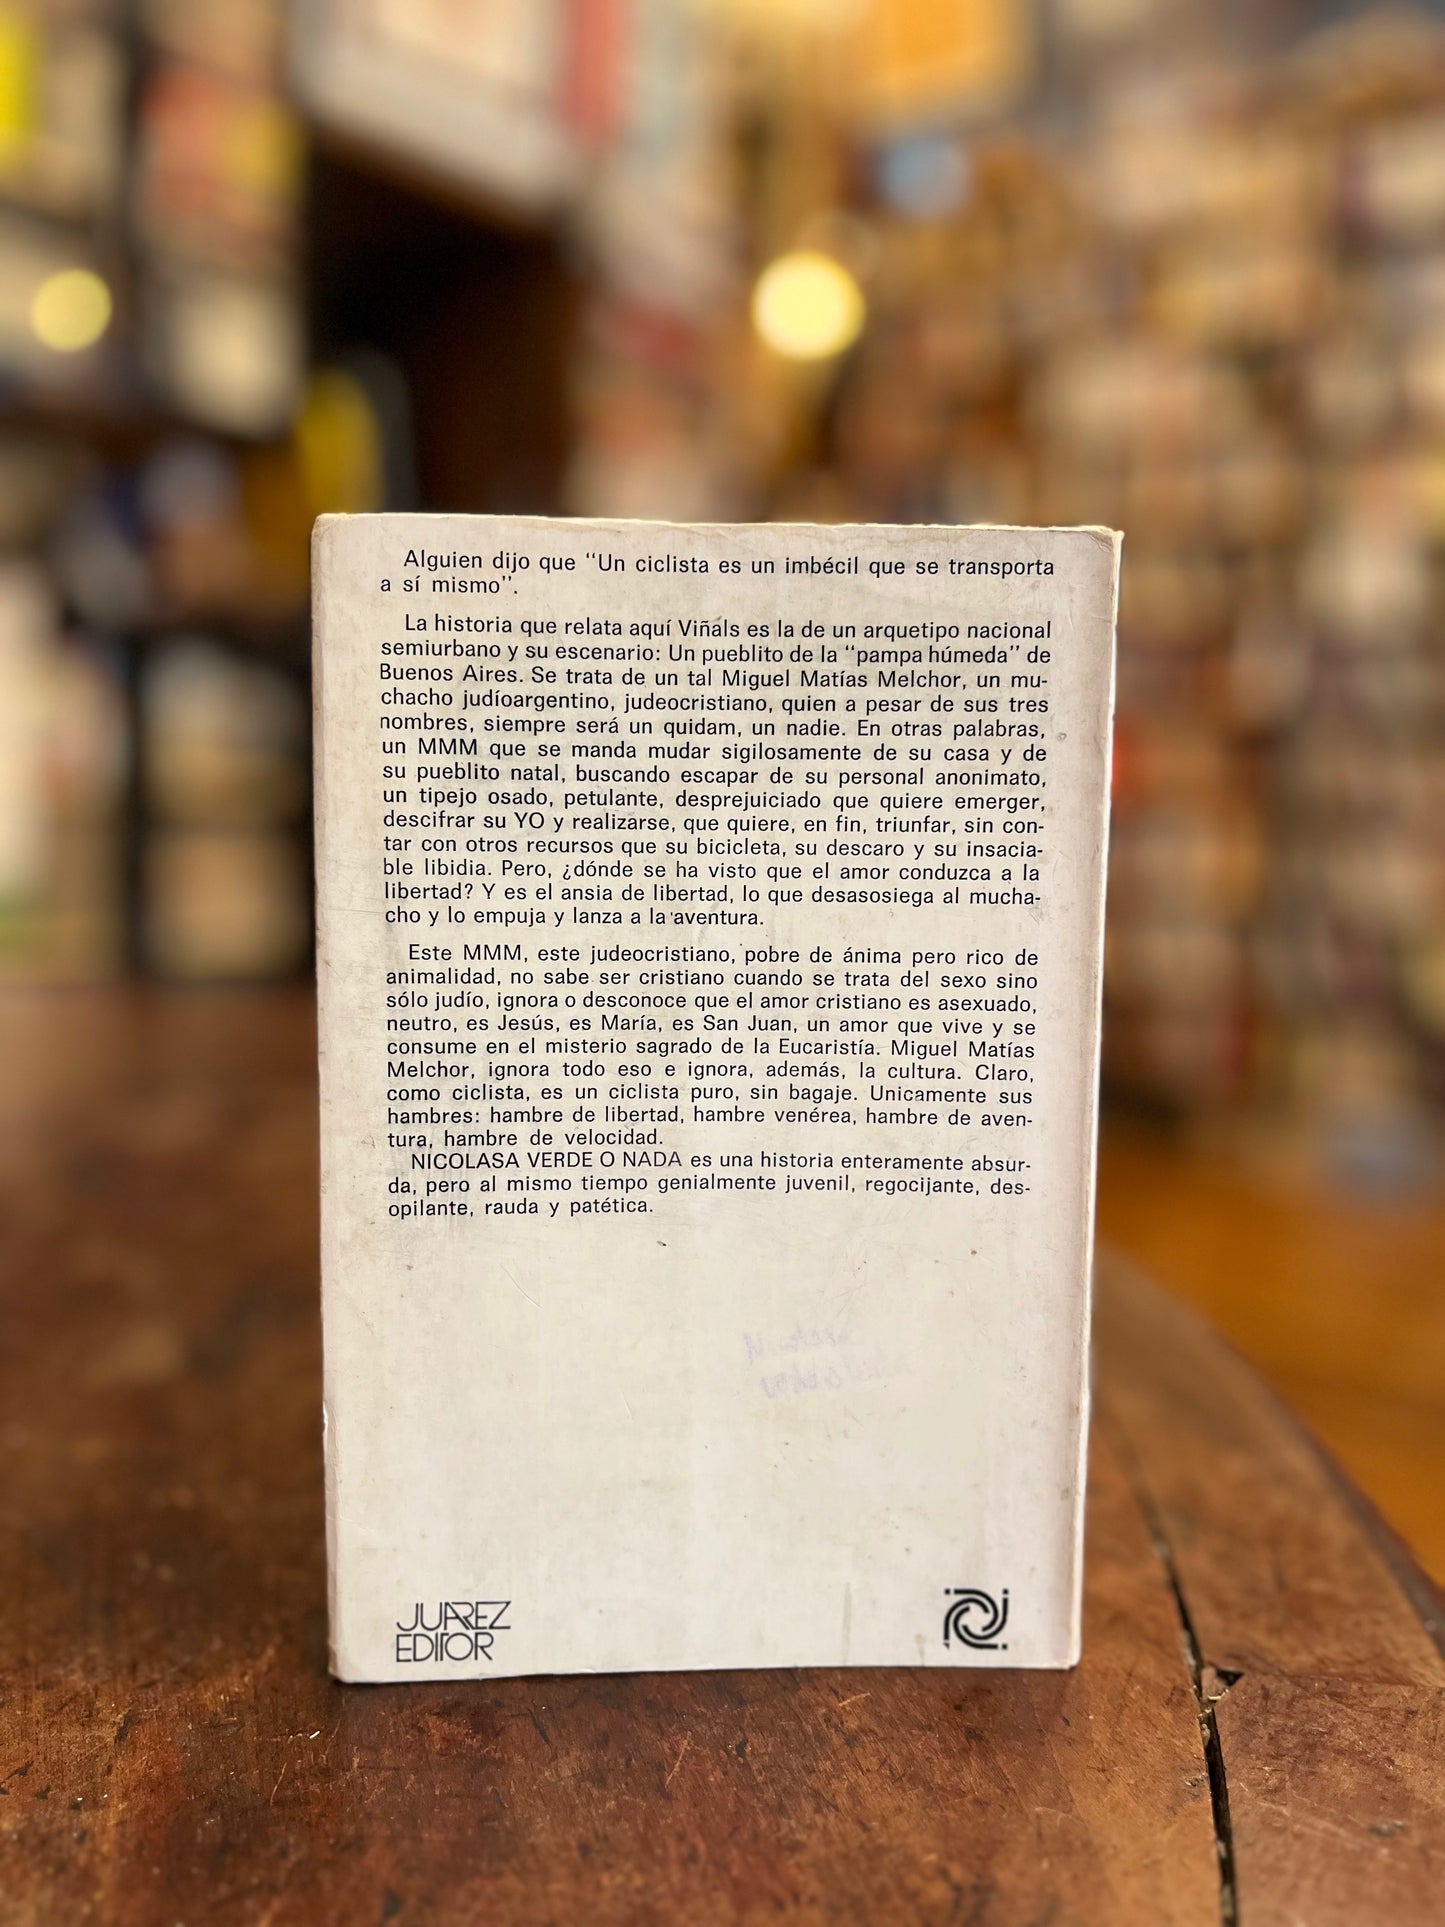 Alguien dijo que "Un ciclista es un imbécil que se transporta
a sí mismo".
La historia que relata aquí Viñals es la de un arquetipo nacional
semiurbano y su escenario: Un pueblito de la "pampa húmeda" de
Buenos Aires. Se trata de un tal Miguel Matías Melchor, un mu-
chacho judíoargentino, judeocristiano, quien a pesar de sus tres
nombres, siempre será un quidam, un nadie. En otras palabras,
un MMM que se manda mudar sigilosamente de su casa y de
su pueblito natal, buscando escapar de su personal anonimato,
un tipejo osado, petulante, desprejuiciado que quiere emerger,
descifrar su YO y realizarse, que quiere, en fin, triunfar, sin con-
tar con otros recursos que su bicicleta, su descaro y su insacia-
ble libidia. Pero, ¿dónde se ha visto que el amor conduzca a la
libertad? Y es el ansia de libertad, lo que desasosiega al mucha-
cho y lo empuja y lanza a la aventura.
Este MMM, este judeocristiano, pobre de ánima pero rico de
animalidad, no sabe ser cristiano cuando se trata del sexo sino
sólo judío, ignora o desconoce que el amor cristiano es asexuado,
neutro, es Jesús, es María, es San Juan, un amor que vive y se
consume en el misterio sagrado de la Eucaristía. Miguel Matías
Melchor, ignora todo eso e ignora, además, la cultura. Claro,
como ciclista, es un ciclista puro, sin bagaje. Unicamente sus
hambres: hambre de libertad, hambre venérea, hambre de aven-
tura, hambre de velocidad.
NICOLASA VERDE O NADA es una historia enteramente absur-
da, pero al mismo tiempo genialmente juvenil, regocijante, des-
opilante, rauda y patética.
JUAREZ
EDITOR